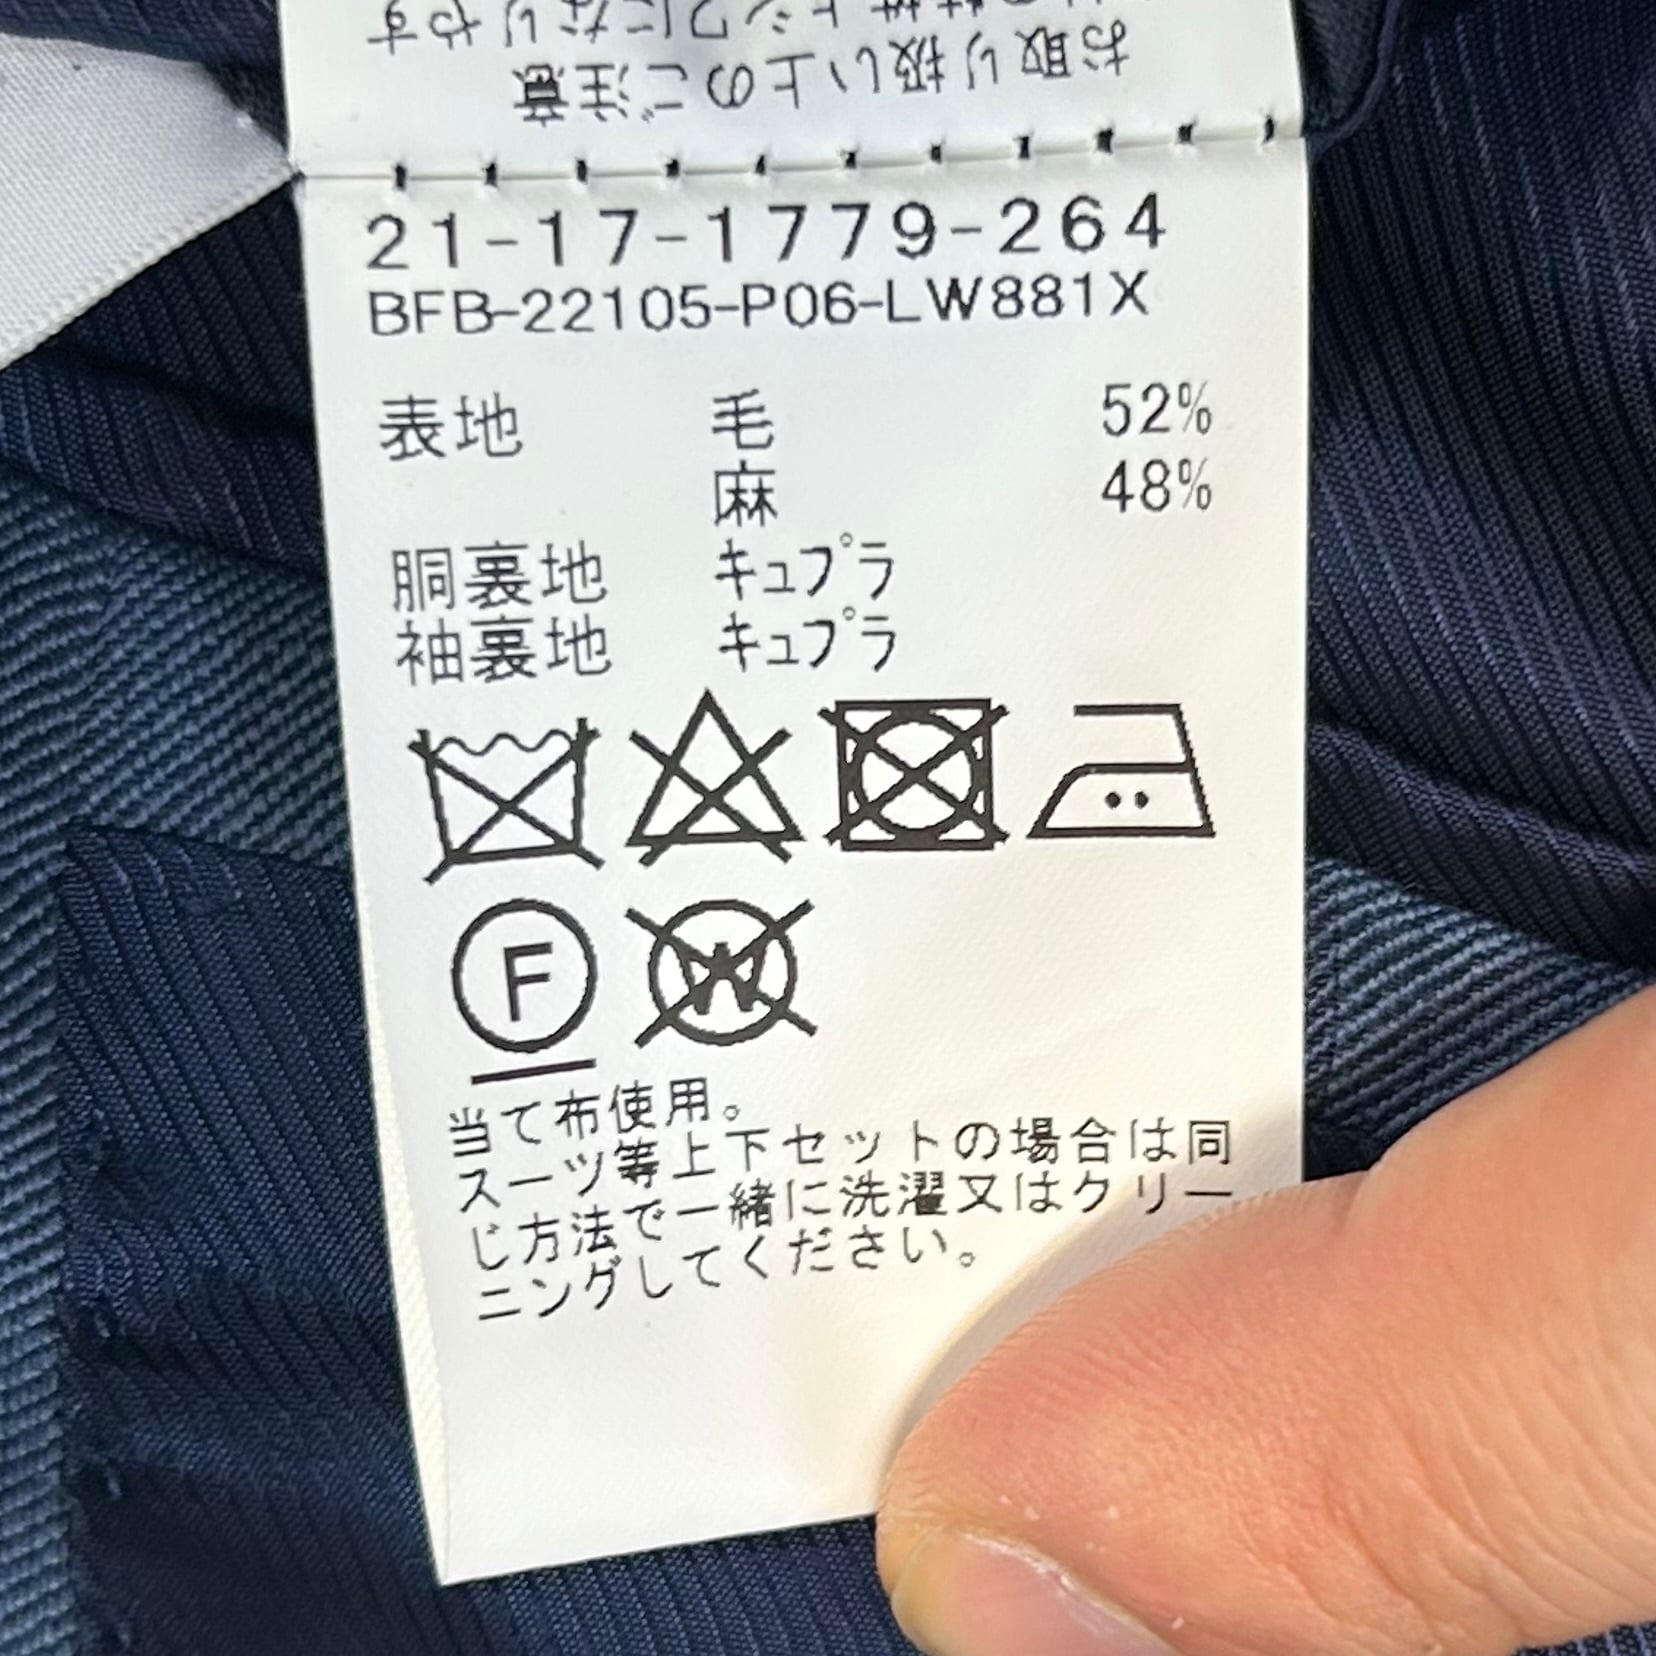 お取り扱い上のご注意
21-17-1779-264
BFB-22105-P06-LW881X
表地 毛 52%
麻 48%
胴裏地 キュプラ
袖裏地 キュプラ
F W
当て布使用。
スーツ等上下セットの場合は同
じ方法で一緒に洗濯又はクリー
ニングしてください。